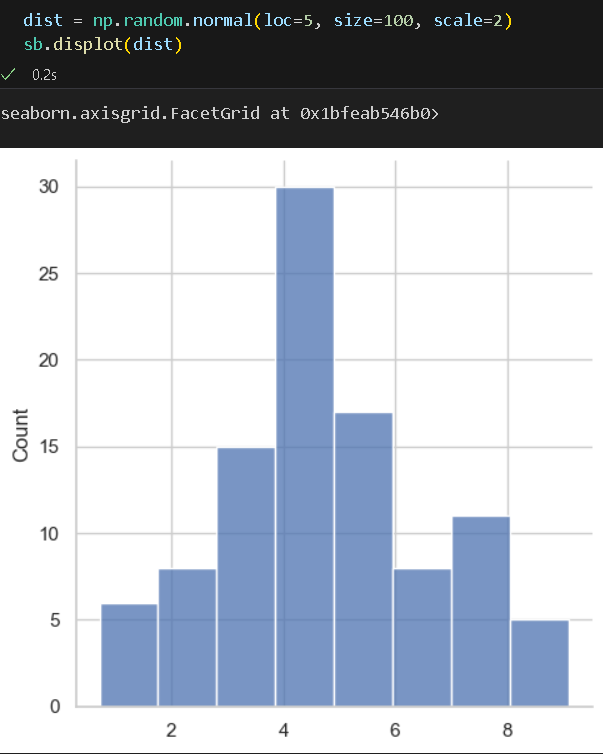 dist = np.random.normal(loc=5, size=100, scale=2)
sb.displot(dist)
✓ 0.2s
seaborn.axisgrid.FacetGrid at 0x1bfeab546b0>
30
25
20
15
10
5
0
Count
2 4 6 8